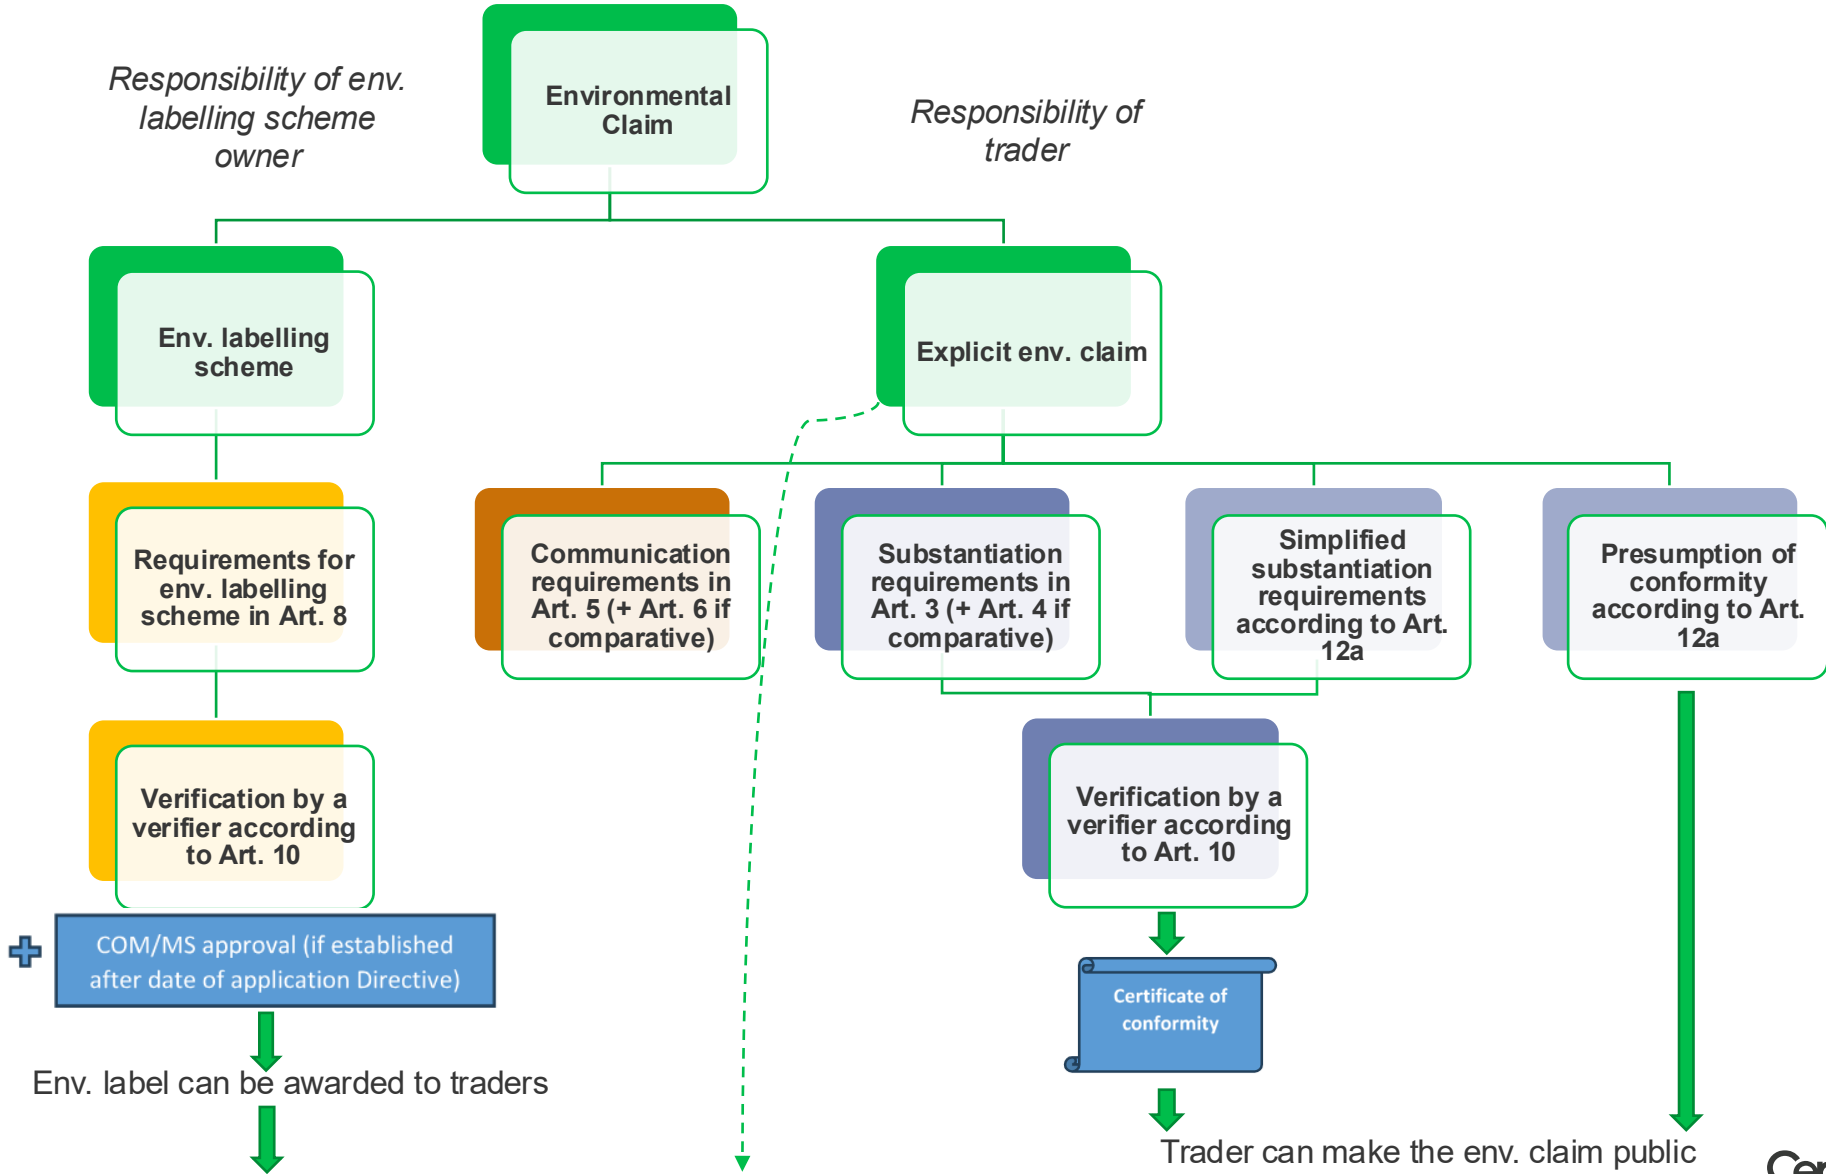 Responsibility of env.
labelling scheme
owner
Environmental
Claim
Responsibility of
trader
Env. labelling
scheme
Explicit env. claim
Requirements for
env. labelling
scheme in Art. 8
Communication
requirements in
Art. 5 (+ Art. 6 if
comparative)
Substantiation
requirements in
Art. 3 (+ Art. 4 if
comparative)
Simplified
substantiation
requirements
according to Art.
12a
Presumption of
conformity
according to Art.
12a
Verification by a
verifier according
to Art. 10
Verification by a
verifier according
to Art. 10
COM/MS approval (if established
after date of application Directive)
Certificate of
conformity
Env. label can be awarded to traders
Trader can make the env. claim public